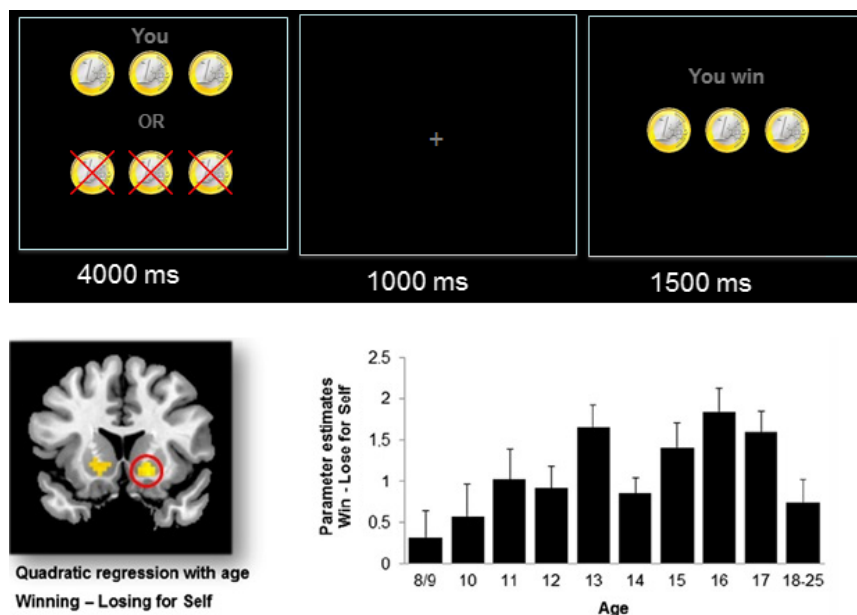 You
OR
You win
+
4000 ms
1000 ms
1500 ms
Quadratic regression with age
Winning – Losing for Self
Parameter estimates
Win - Lose for Self
2.5
2
1.5
1
0.5
0
8/9 10 11 12 13 14 15 16 17 18-25
Age